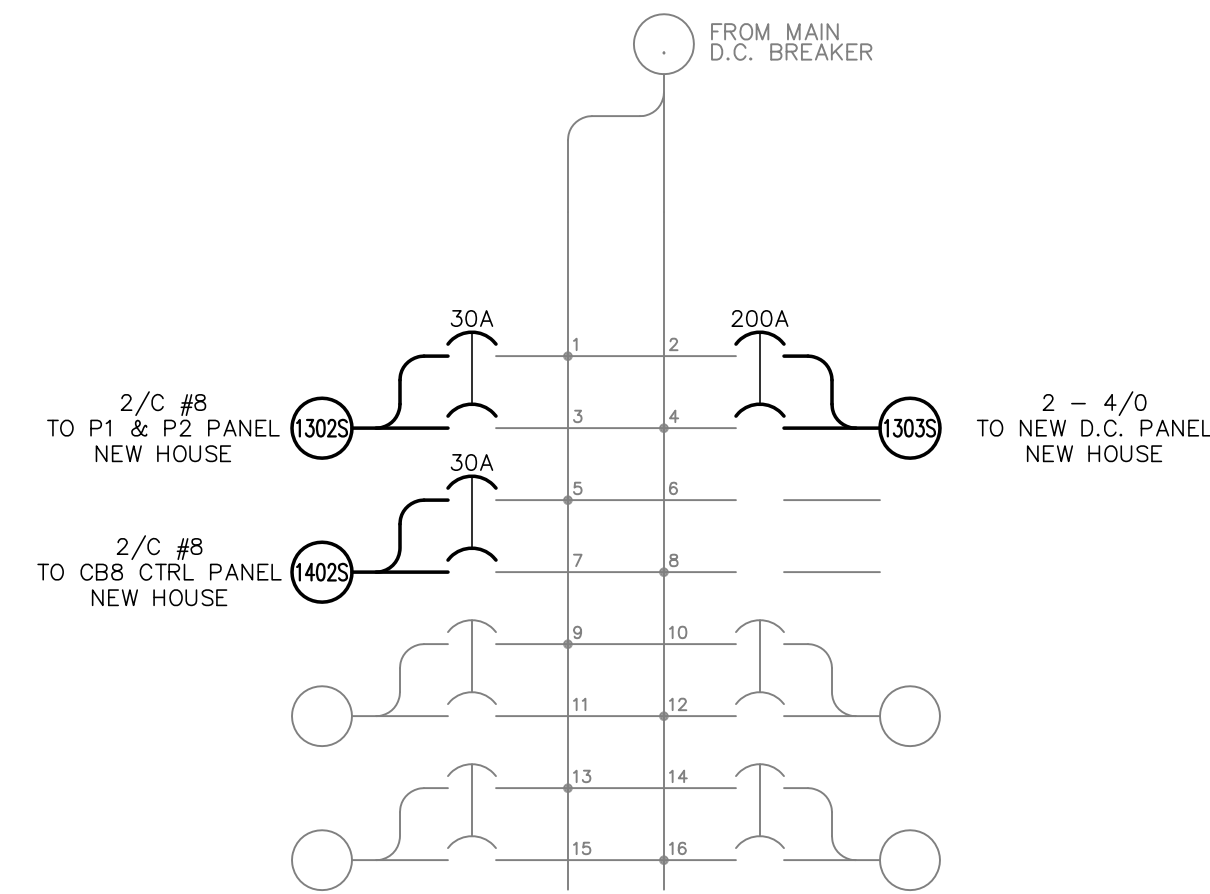 FROM MAIN
D.C. BREAKER
30A
200A
1
2
2/C #8
TO P1 & P2 PANEL
NEW HOUSE
1302S
3
4
1303S
2 - 4/0
TO NEW D.C. PANEL
NEW HOUSE
30A
5
6
2/C #8
TO CB8 CTRL PANEL
NEW HOUSE
1402S
7
8
9
10
11
12
13
14
15
16